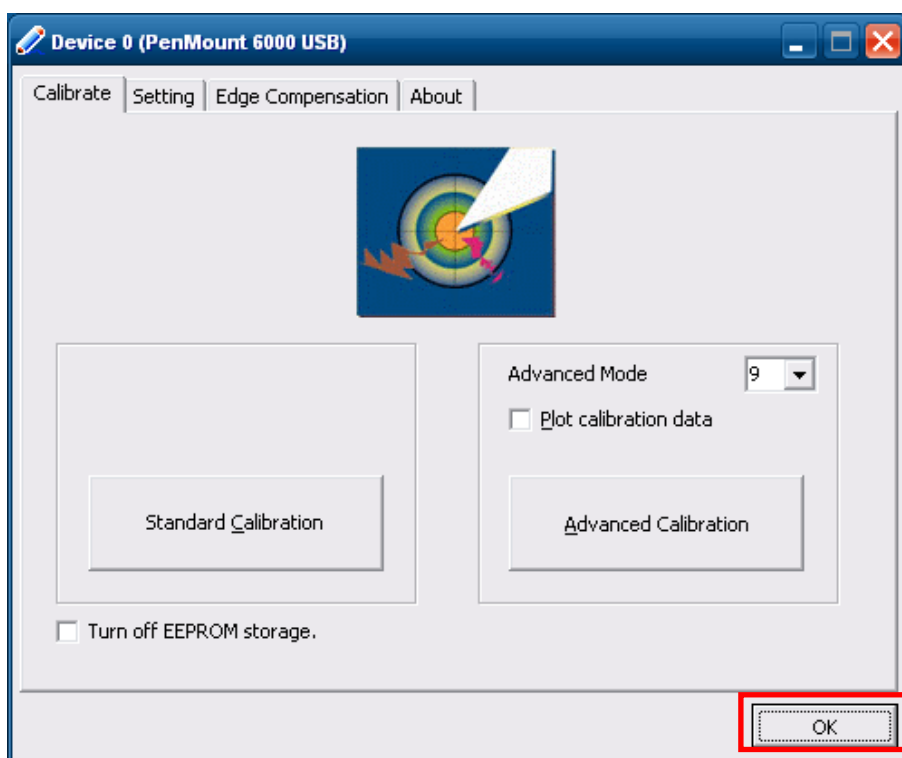 Device 0 (PenMount 6000 USB)
Calibrate Setting Edge Compensation About
Advanced Mode 9
Plot calibration data
Standard Calibration
Advanced Calibration
Turn off EEPROM storage.
OK